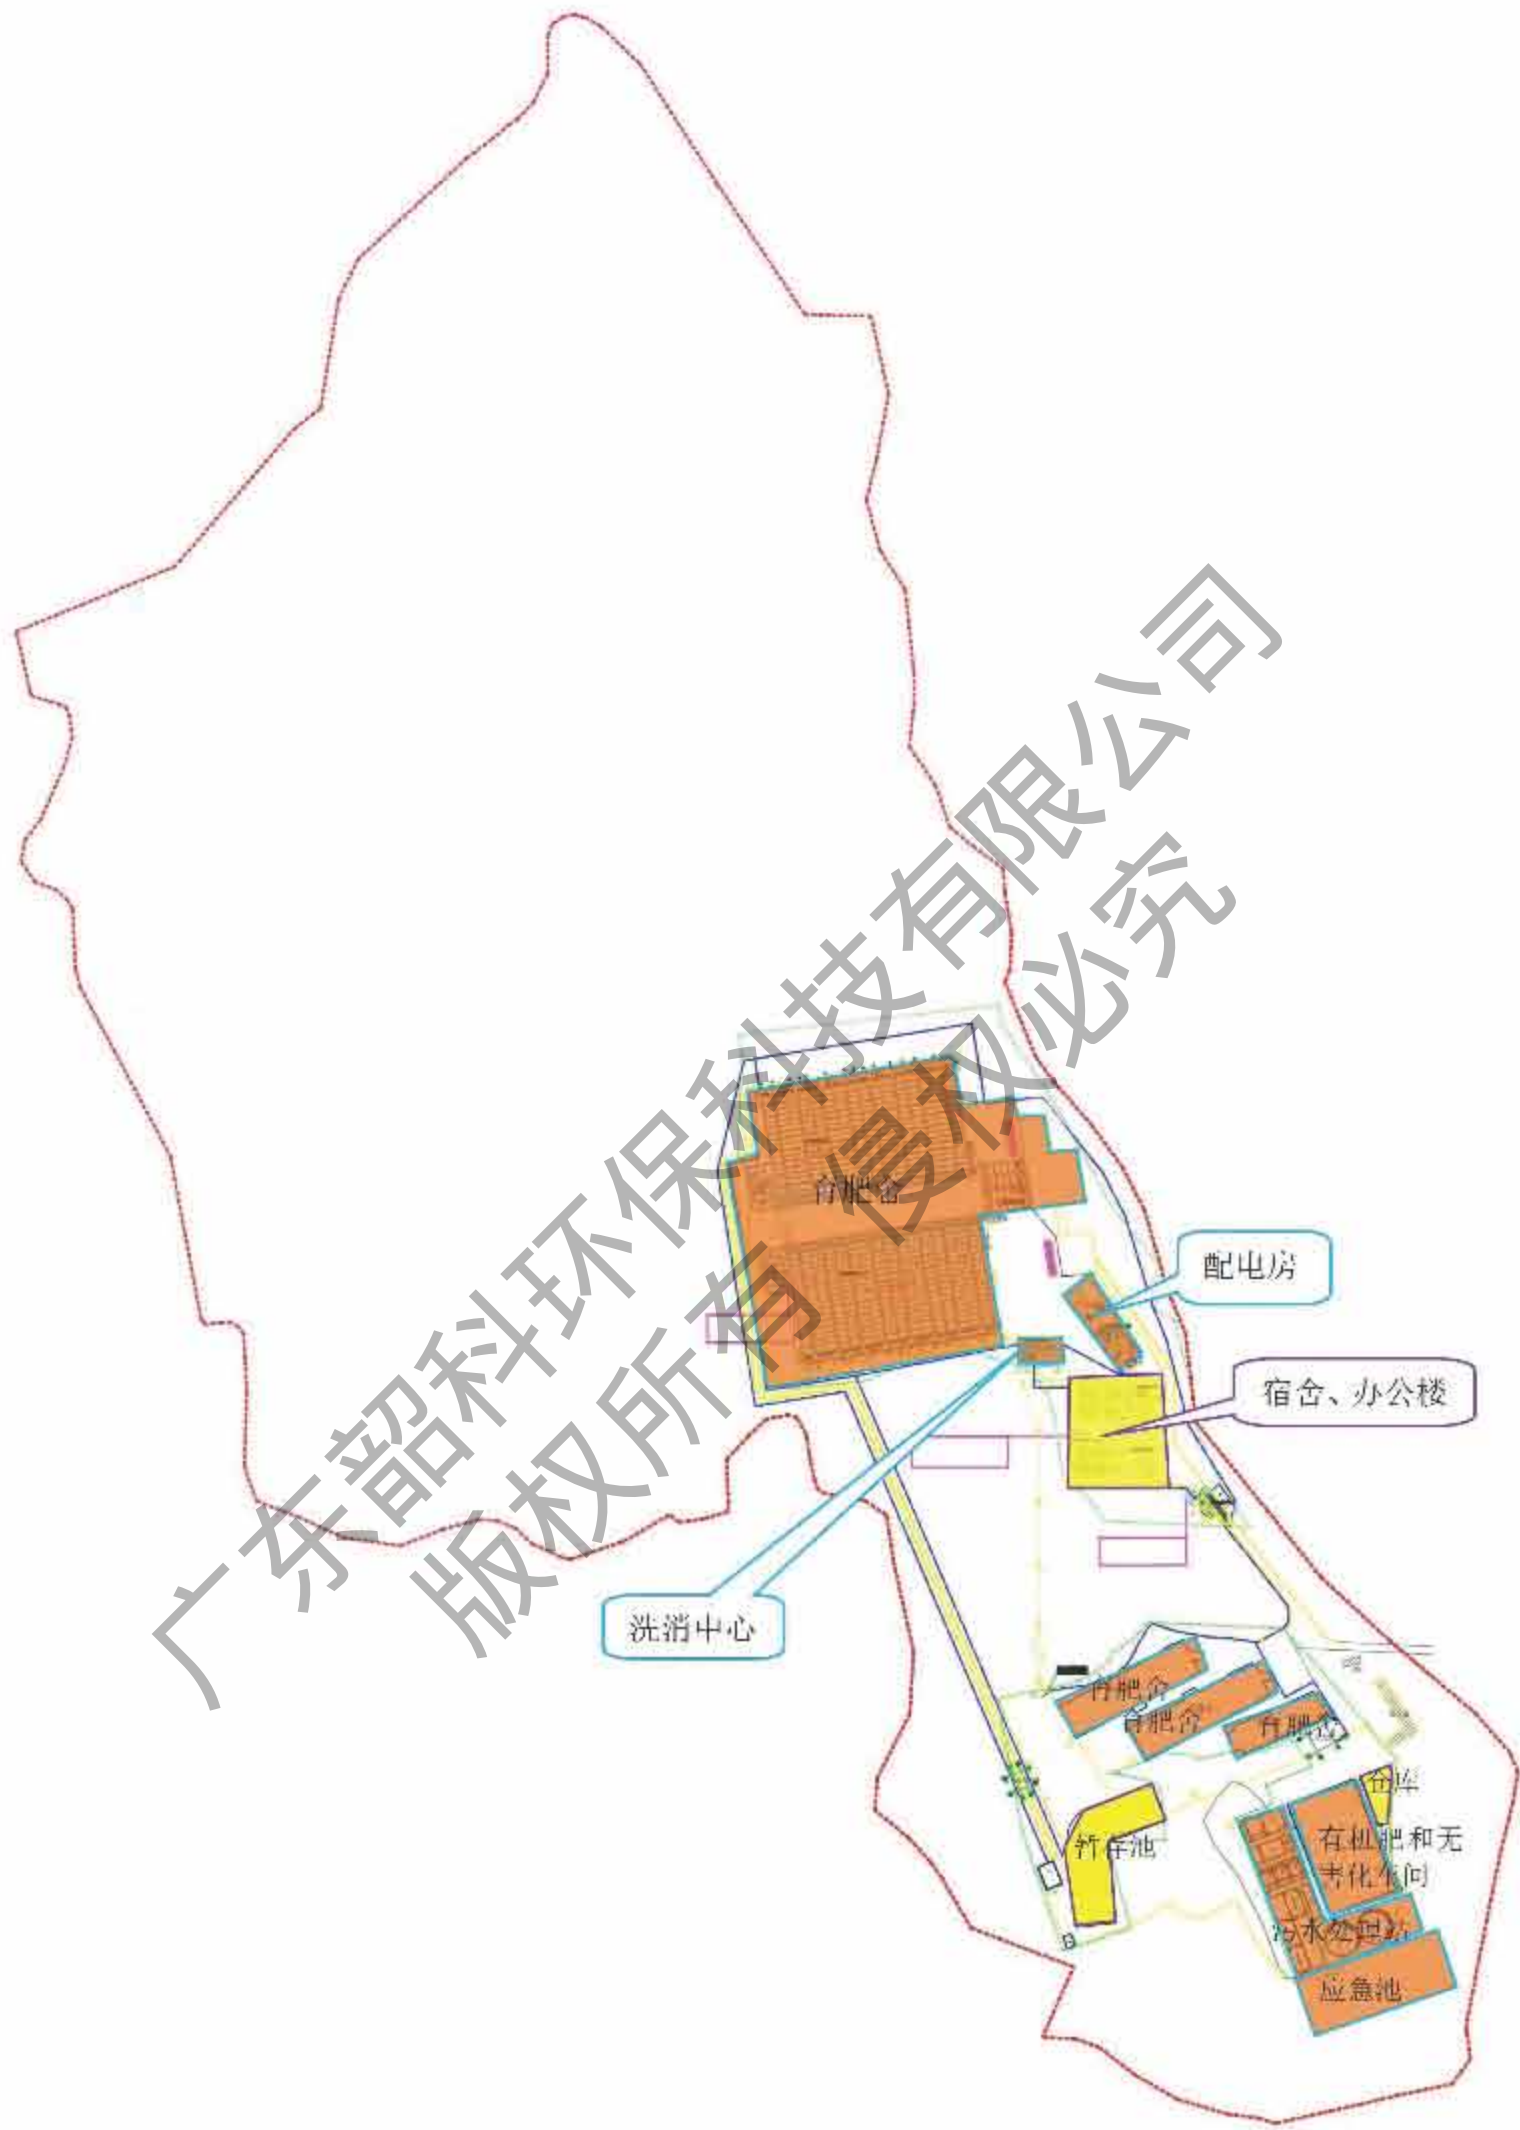 广东韶科环保科技有限公司
版权所有 侵权必究
育肥舍
配电房
宿舍、办公楼
洗消中心
育肥舍
育肥舍
育肥舍
仓库
暂存池
有机肥和无
害化车间
污水处理站
应急池